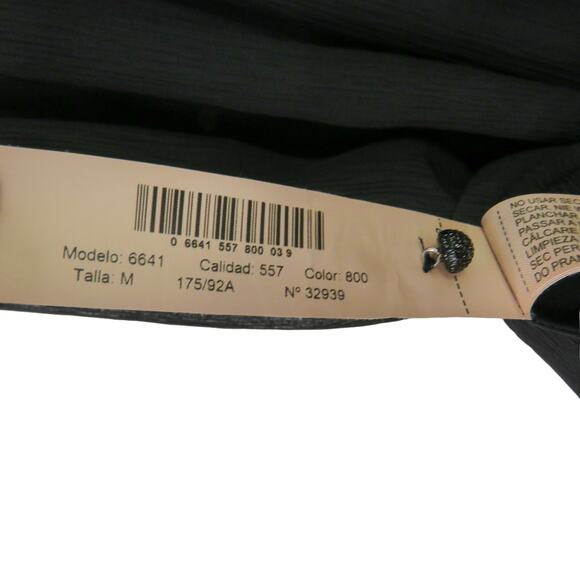 0 6641 557 800 03 9
Modelo: 6641 Calidad: 557 Color: 800
Talla: M 175/92A Nº 32939
NO USAR SEC
SECAR. NIE
PLANCHAR
PASSAR A
CALCARE
LIMPIEZA
SEC PER
DO PRAN